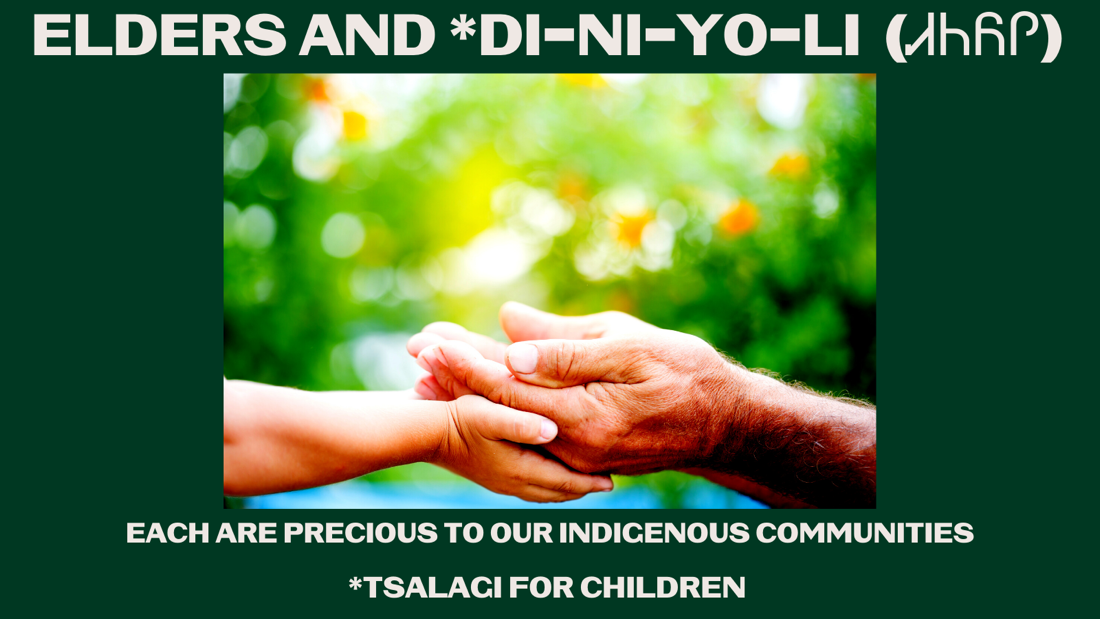 ELDERS AND *DI-NI-YO-LI (ᏗᏂᏲᎵ)
EACH ARE PRECIOUS TO OUR INDIGENOUS COMMUNITIES
*TSALAGI FOR CHILDREN